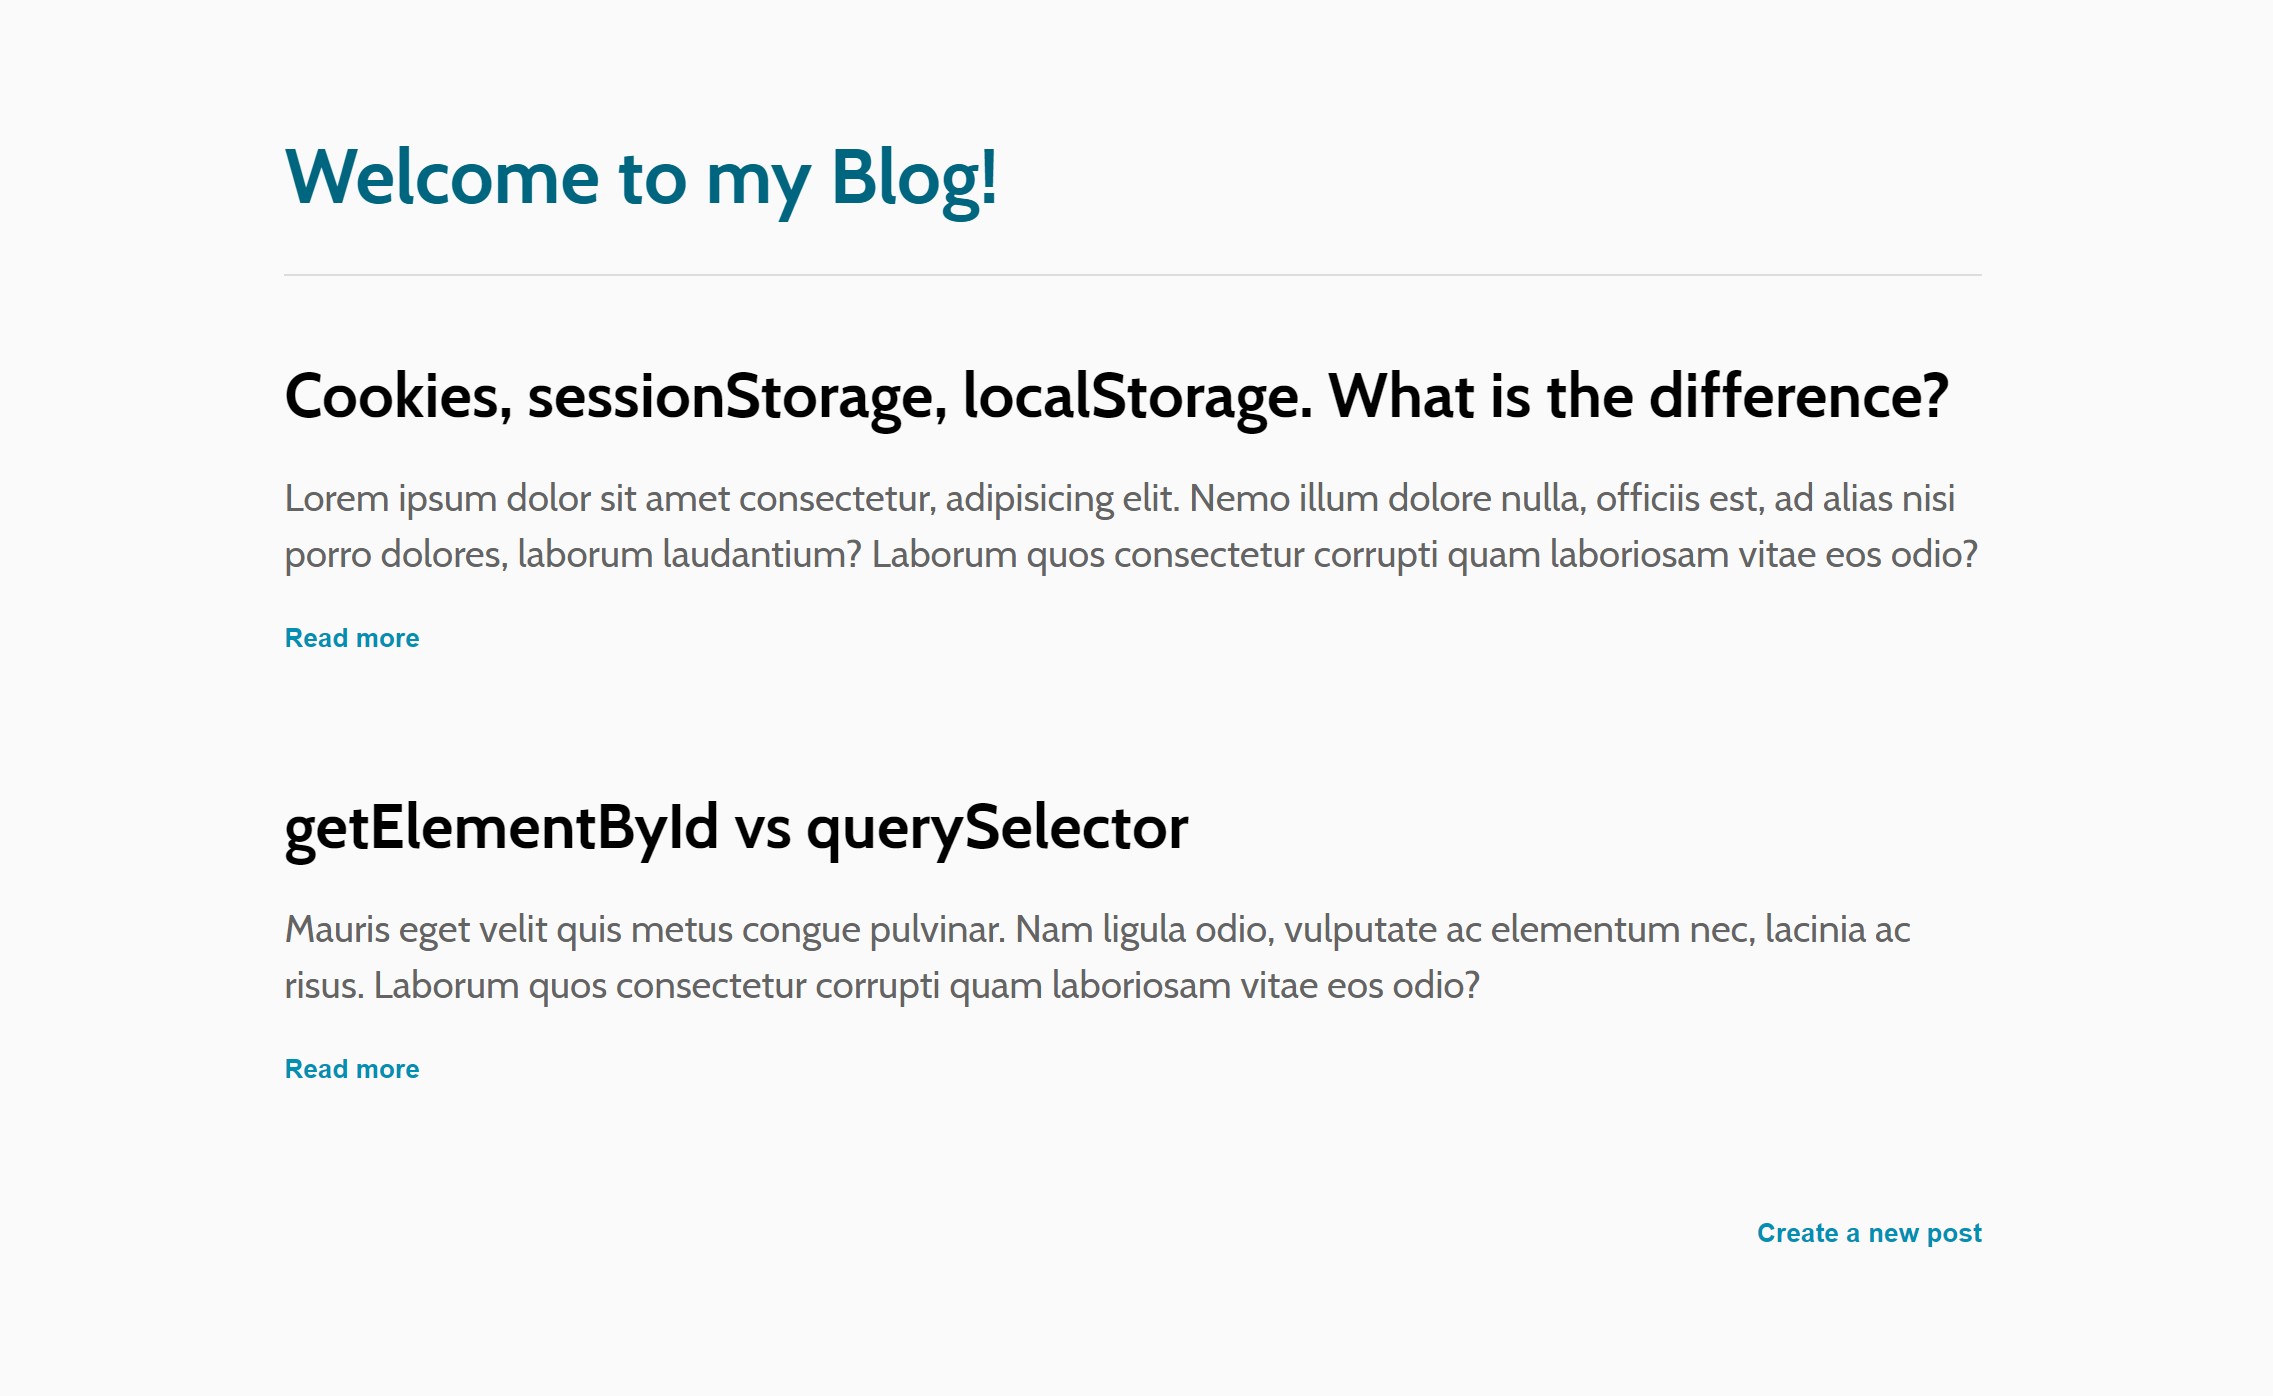 Welcome to my Blog!
Cookies, sessionStorage, localStorage. What is the difference?
Lorem ipsum dolor sit amet consectetur, adipisicing elit. Nemo illum dolore nulla, officiis est, ad alias nisi
porro dolores, laborum laudantium? Laborum quos consectetur corrupti quam laboriosam vitae eos odio?
Read more
getElementById vs querySelector
Mauris eget velit quis metus congue pulvinar. Nam ligula odio, vulputate ac elementum nec, lacinia ac
risus. Laborum quos consectetur corrupti quam laboriosam vitae eos odio?
Read more
Create a new post